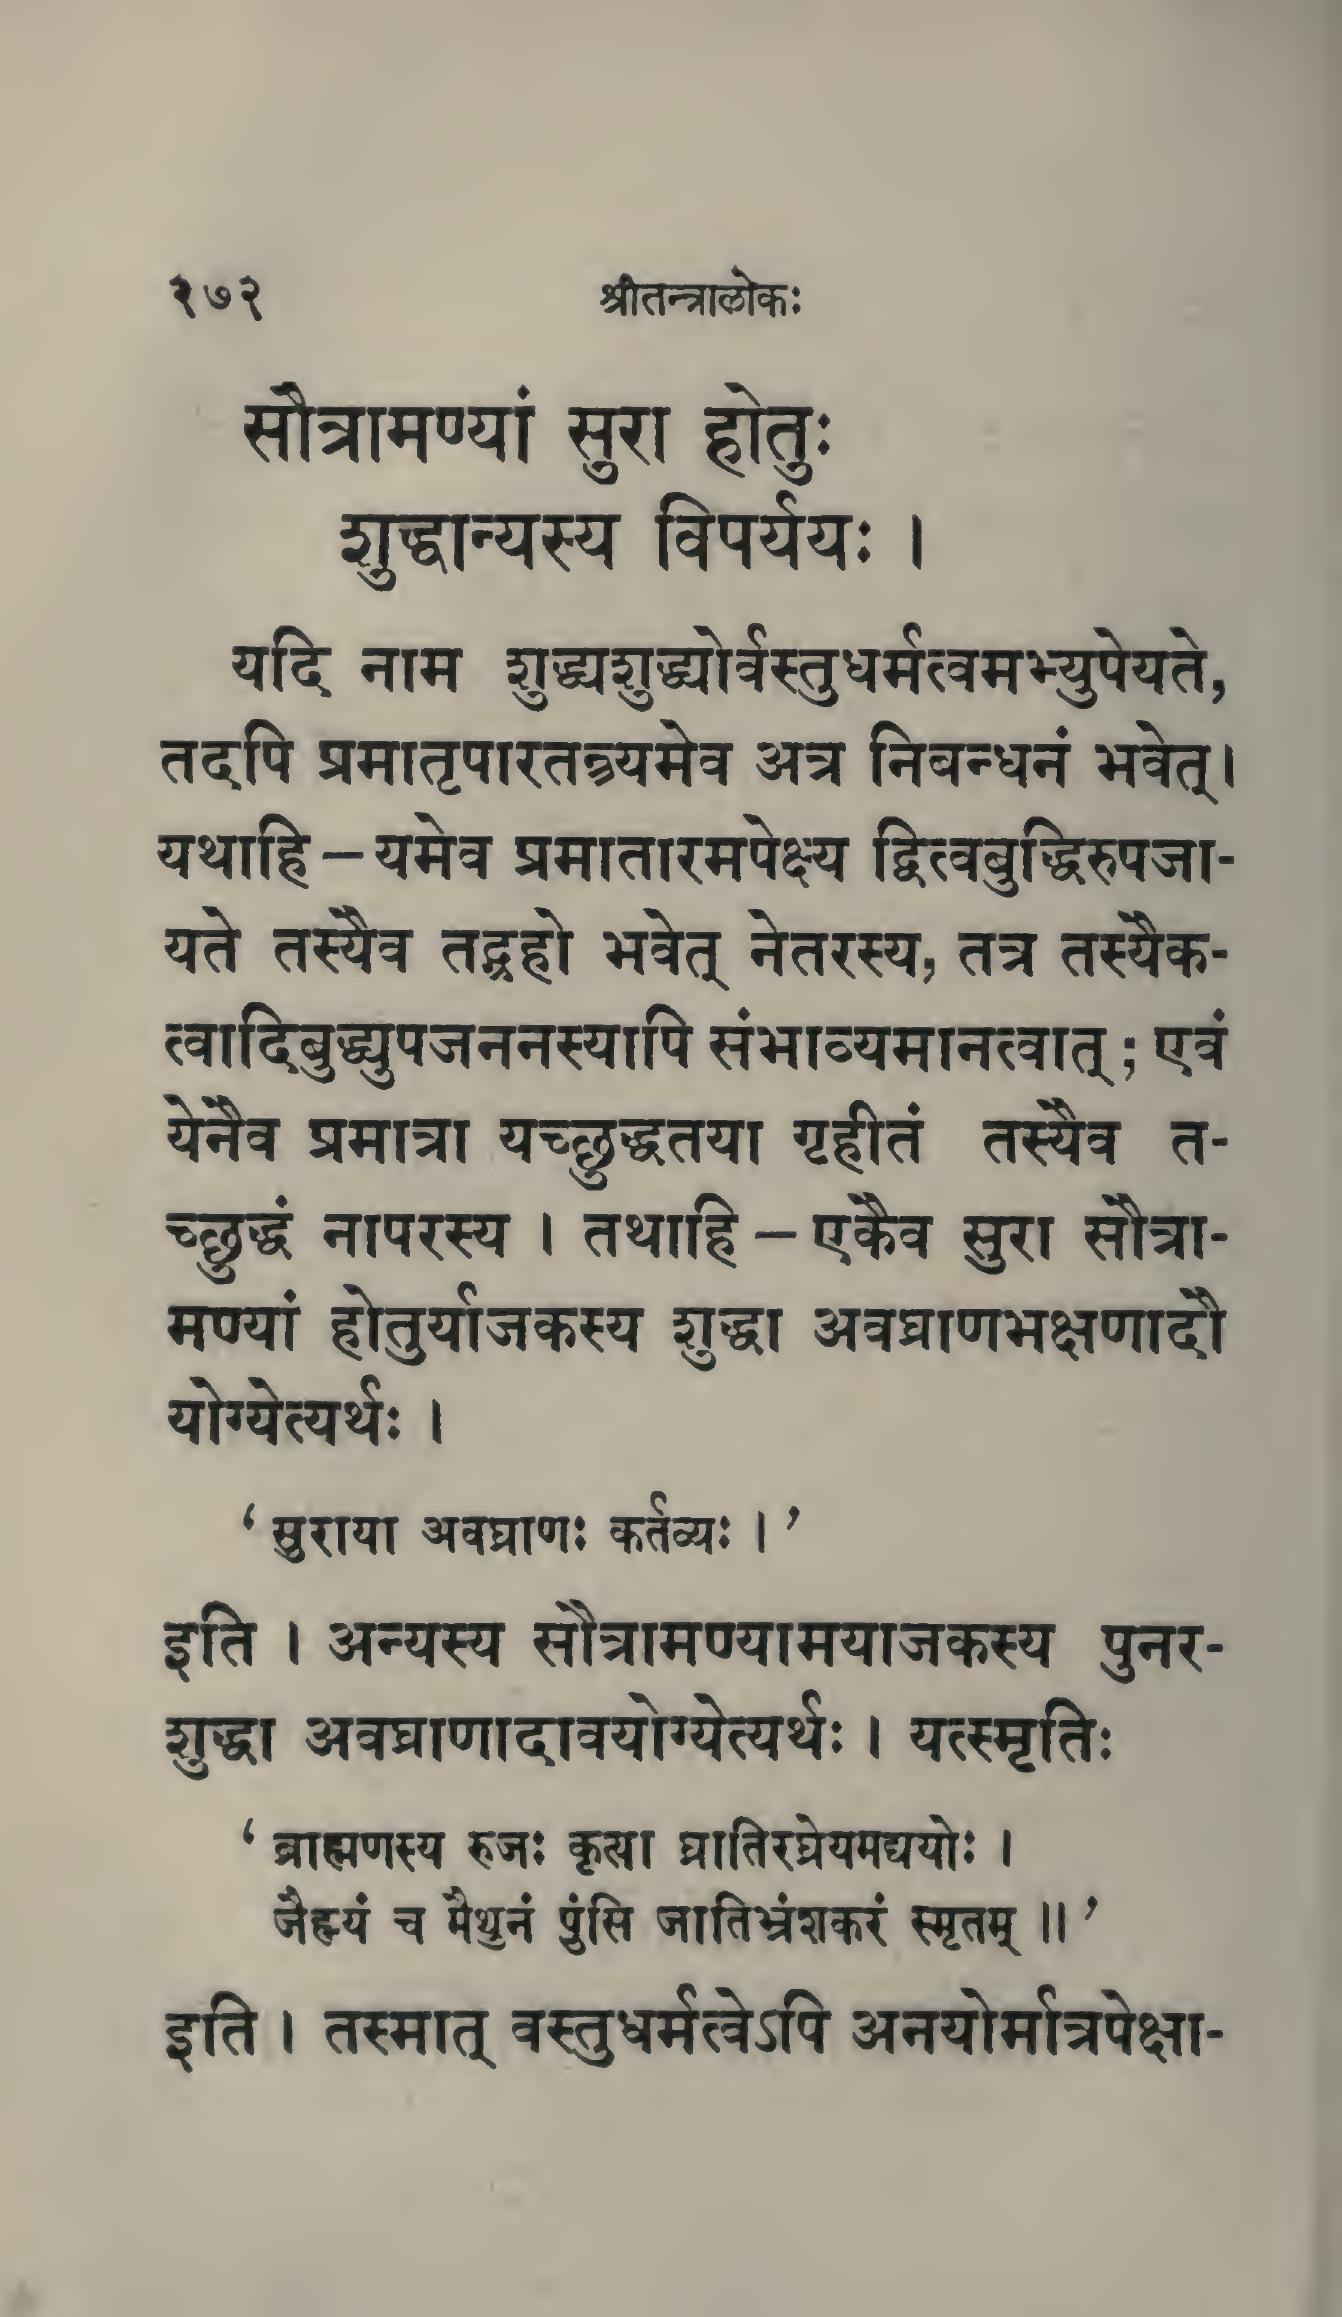 १७२ श्रीतन्त्रालोकः
सौत्रामण्यां सुरा होतुः
शुद्धान्यस्य विपर्ययः ।
यदि नाम शुद्ध्यशुद्ध्योर्वस्तुधर्मत्वमभ्युपेयते,
तदपि प्रमातृपारतन्त्र्यमेव अत्र निबन्धनं भवेत्।
यथाहि – यमेव प्रमातारमपेक्ष्य द्वित्वबुद्धिरुपजा-
यते तस्यैव तद्ग्रहो भवेत् नेतरस्य, तत्र तस्यैक-
त्वादिबुद्ध्युपजननस्यापि संभाव्यमानत्वात् ; एवं
येनैव प्रमात्रा यच्छुद्धतया गृहीतं तस्यैव त-
च्छुद्धं नापरस्य । तथाहि – एकैव सुरा सौत्रा-
मण्यां होतुर्याजकस्य शुद्धा अवघ्राणभक्षणादौ
योग्येत्यर्थः ।
‘ सुराया अवघ्राणः कर्तव्यः । ’
इति । अन्यस्य सौत्रामण्यामयाजकस्य पुनर-
शुद्धा अवघ्राणादावयोग्येत्यर्थः । यत्स्मृतिः
‘ ब्राह्मणस्य रुजः कृत्या घ्रातिरघ्रेयमद्ययोः ।
जैह्म्यं च मैथुनं पुंसि जातिभ्रंशकरं स्मृतम् ॥ ’
इति । तस्मात् वस्तुधर्मत्वेऽपि अनयोर्मात्रपेक्षा-